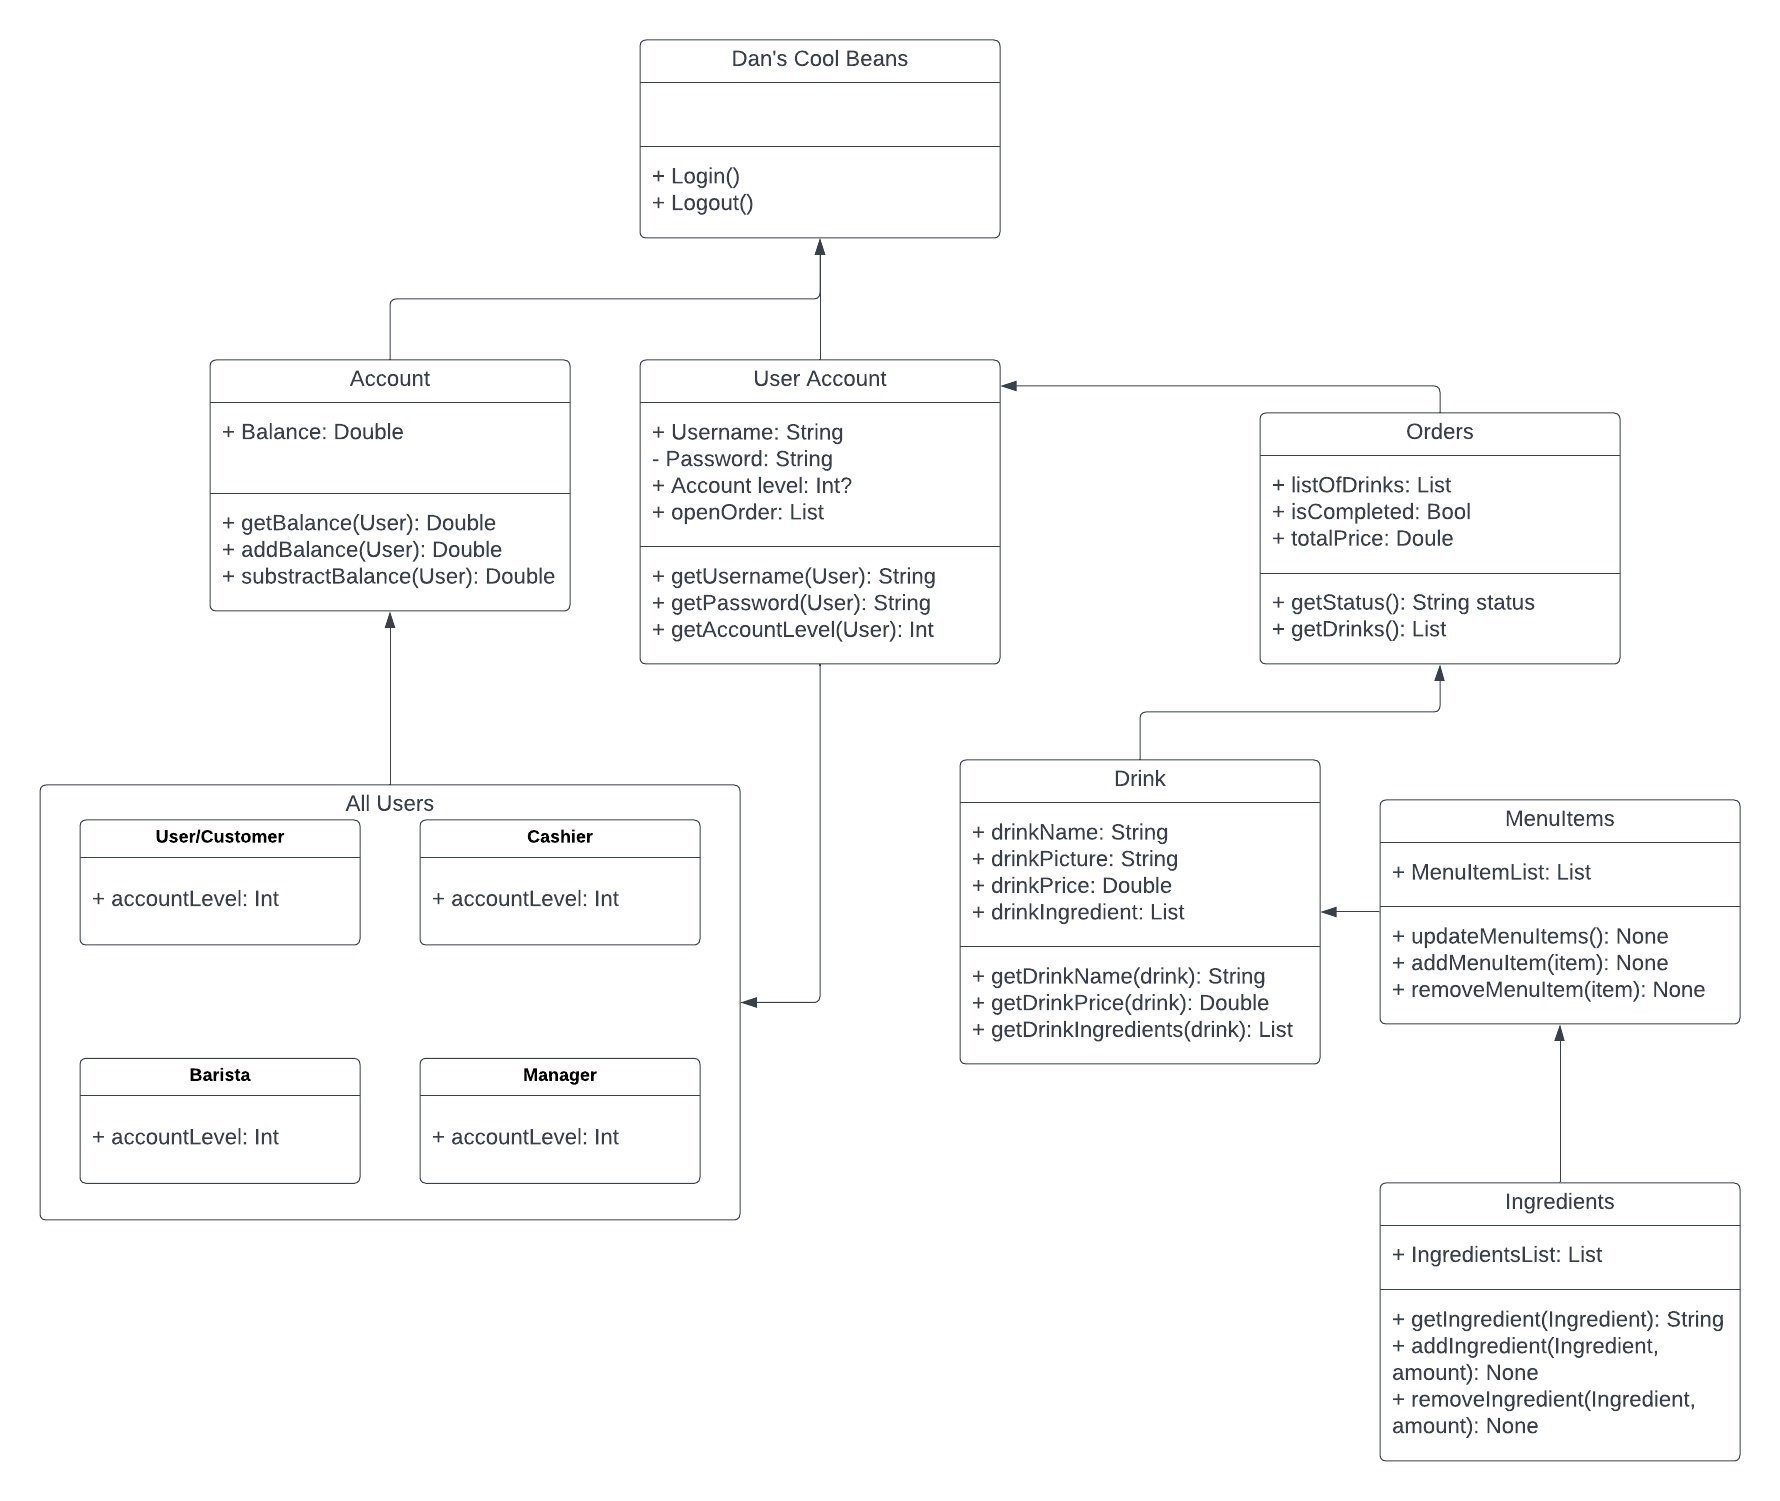 Dan's Cool Beans
+ Login()
+ Logout()
Account
+ Balance: Double
+ getBalance(User): Double
+ addBalance(User): Double
+ substractBalance(User): Double
User Account
+ Username: String
- Password: String
+ Account level: Int?
+ openOrder: List
+ getUsername(User): String
+ getPassword(User): String
+ getAccountLevel(User): Int
Orders
+ listOfDrinks: List
+ isCompleted: Bool
+ totalPrice: Doule
+ getStatus(): String status
+ getDrinks(): List
All Users
User/Customer
+ accountLevel: Int
Cashier
+ accountLevel: Int
Barista
+ accountLevel: Int
Manager
+ accountLevel: Int
Drink
+ drinkName: String
+ drinkPicture: String
+ drinkPrice: Double
+ drinkIngredient: List
+ getDrinkName(drink): String
+ getDrinkPrice(drink): Double
+ getDrinkIngredients(drink): List
MenuItems
+ MenuItemList: List
+ updateMenuItems(): None
+ addMenuItem(item): None
+ removeMenuItem(item): None
Ingredients
+ IngredientsList: List
+ getIngredient(Ingredient): String
+ addIngredient(Ingredient,
amount): None
+ removeIngredient(Ingredient,
amount): None